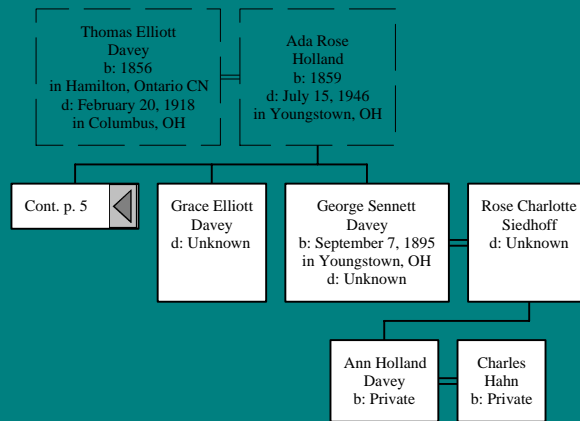 Thomas Elliott
Davey
b: 1856
in Hamilton, Ontario CN
d: February 20, 1918
in Columbus, OH
Ada Rose
Holland
b: 1859
d: July 15, 1946
in Youngstown, OH
Cont. p. 5
Grace Elliott
Davey
d: Unknown
George Sennett
Davey
b: September 7, 1895
in Youngstown, OH
d: Unknown
Rose Charlotte
Siedhoff
d: Unknown
Ann Holland
Davey
b: Private
Charles
Hahn
b: Private